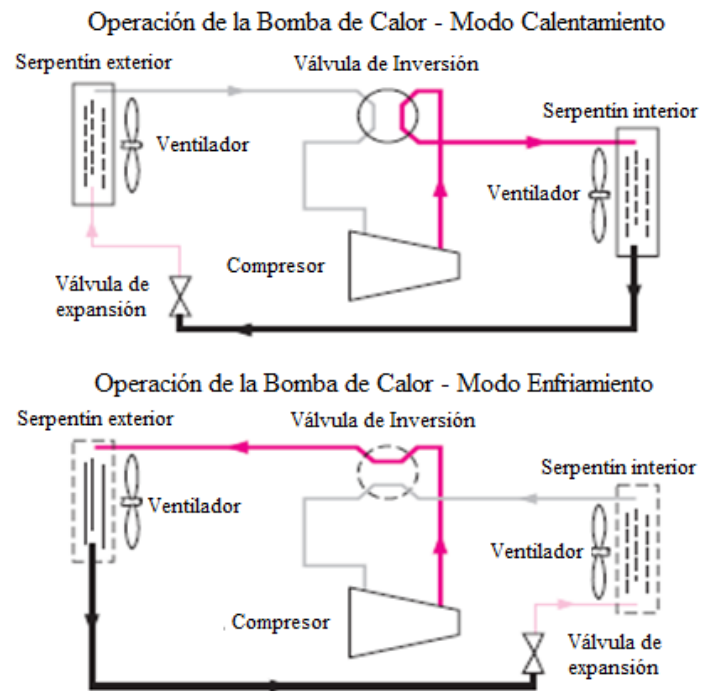 Operación de la Bomba de Calor - Modo Calentamiento
Serpentín exterior
Válvula de Inversión
Serpentín interior
Ventilador
Ventilador
Compresor
Válvula de
expansión
Operación de la Bomba de Calor - Modo Enfriamiento
Serpentín exterior
Válvula de Inversión
Serpentín interior
Ventilador
Ventilador
Compresor
Válvula de
expansión